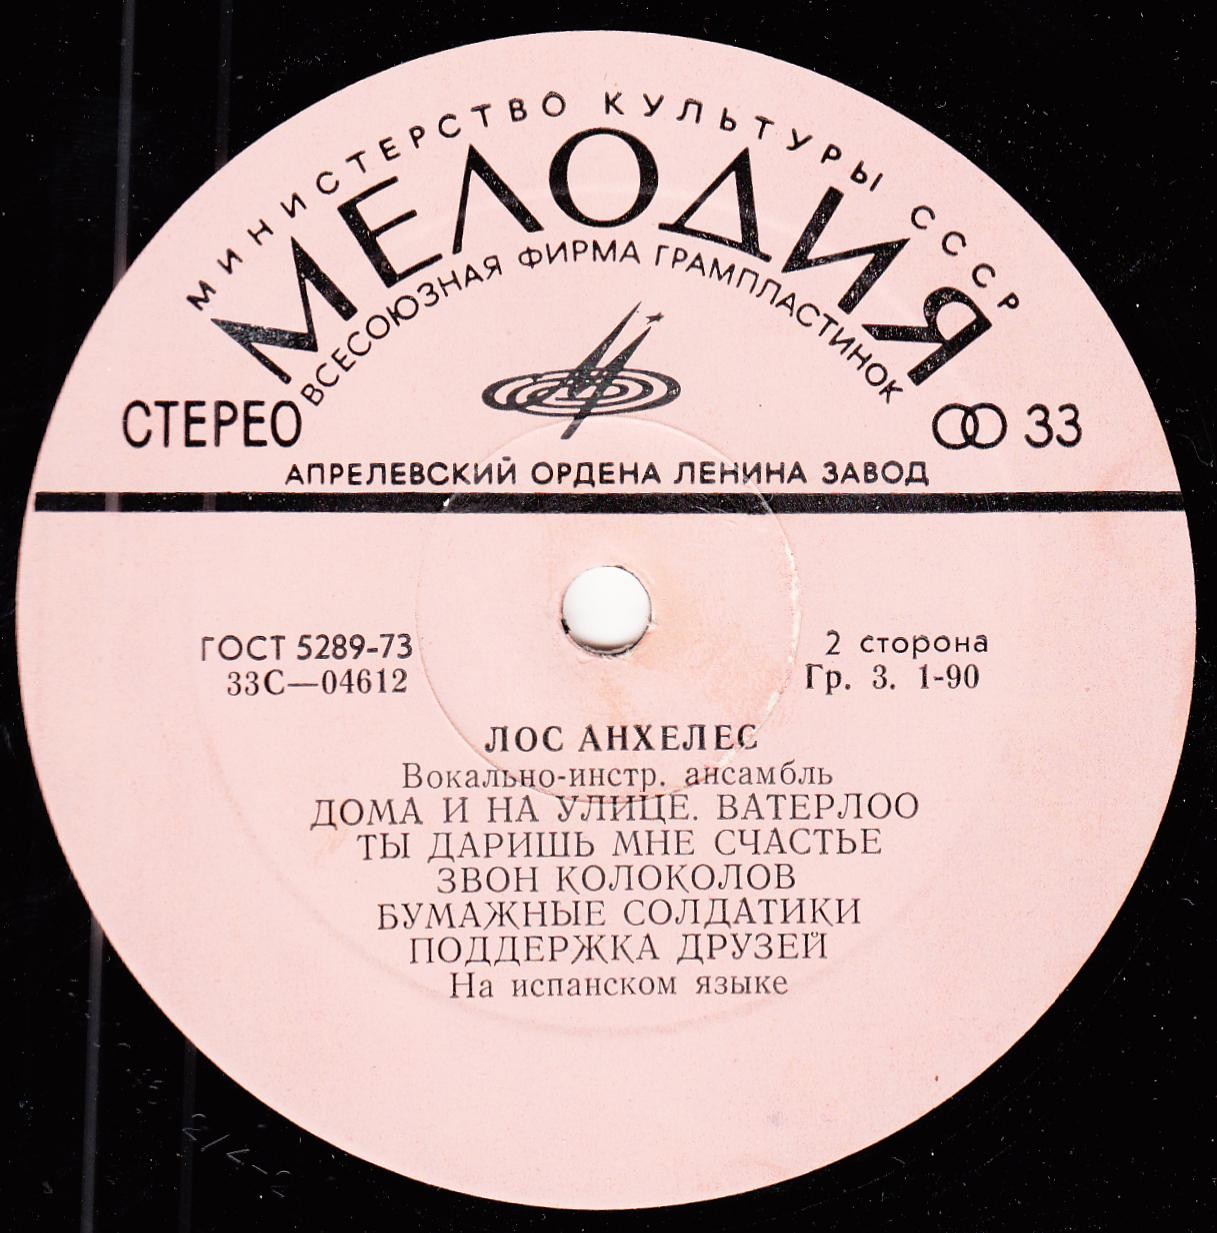 МИНИСТЕРСТВО КУЛЬТУРЫ СССР
МЕЛОДИЯ
ВСЕСОЮЗНАЯ ФИРМА ГРАМПЛАСТИНОК
СТЕРЕО
33
АПРЕЛЕВСКИЙ ОРДЕНА ЛЕНИНА ЗАВОД
ГОСТ 5289-73
33С—04612
2 сторона
Гр. 3. 1-90
ЛОС АНХЕЛЕС
Вокально-инстр. ансамбль
ДОМА И НА УЛИЦЕ. ВАТЕРЛОО
ТЫ ДАРИШЬ МНЕ СЧАСТЬЕ
ЗВОН КОЛОКОЛОВ
БУМАЖНЫЕ СОЛДАТИКИ
ПОДДЕРЖКА ДРУЗЕЙ
На испанском языке